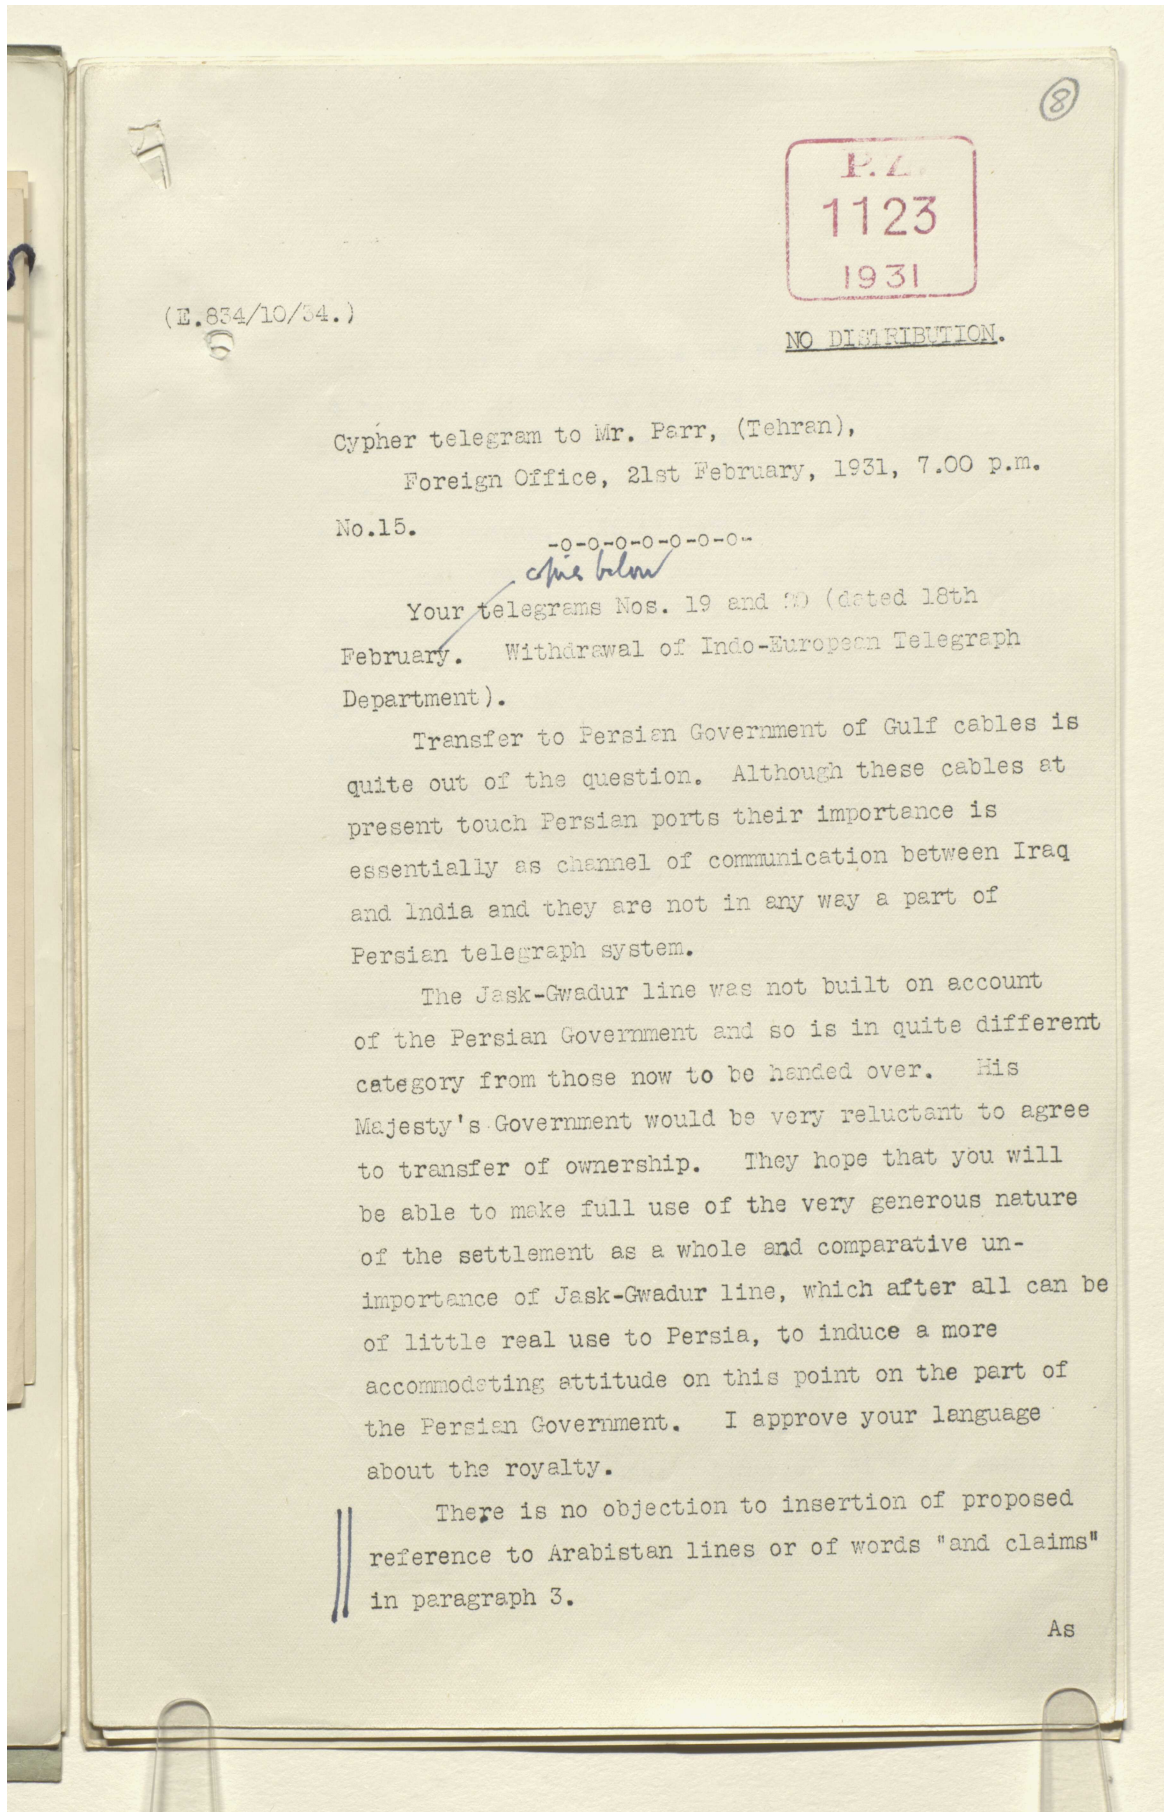 8
P.Z.
1123
1931
(E.834/10/34.)
NO DISTRIBUTION.
Cypher telegram to Mr. Parr, (Tehran),
Foreign Office, 21st February, 1931, 7.00 p.m.
No.15.
-o-o-o-o-o-o-o-
copies below
Your telegrams Nos. 19 and 20 (dated 18th
February. Withdrawal of Indo-European Telegraph
Department).
Transfer to Persian Government of Gulf cables is
quite out of the question. Although these cables at
present touch Persian ports their importance is
essentially as channel of communication between Iraq
and India and they are not in any way a part of
Persian telegraph system.
The Jask-Gwadur line was not built on account
of the Persian Government and so is in quite different
category from those now to be handed over. His
Majesty's Government would be very reluctant to agree
to transfer of ownership. They hope that you will
be able to make full use of the very generous nature
of the settlement as a whole and comparative un-
importance of Jask-Gwadur line, which after all can be
of little real use to Persia, to induce a more
accommodating attitude on this point on the part of
the Persian Government. I approve your language
about the royalty.
There is no objection to insertion of proposed
reference to Arabistan lines or of words "and claims"
in paragraph 3.
As